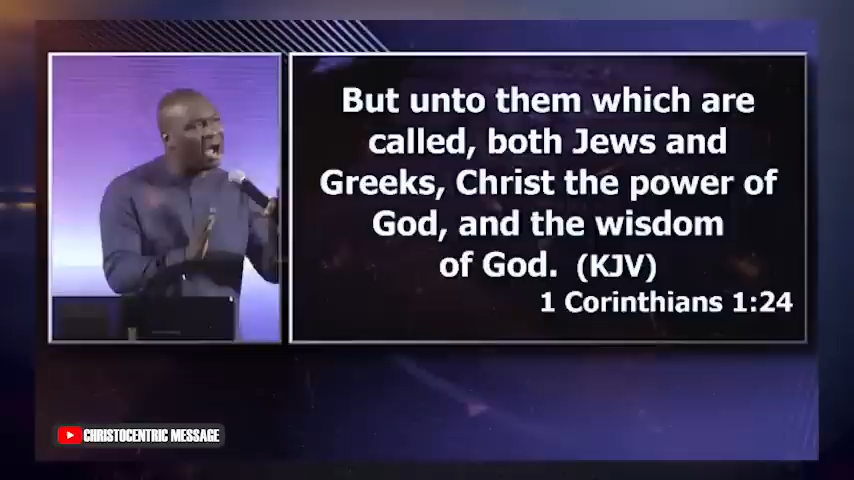 But unto them which are
called, both Jews and
Greeks, Christ the power of
God, and the wisdom
of God. (KJV)
1 Corinthians 1:24
CHRISTOCENTRIC MESSAGE